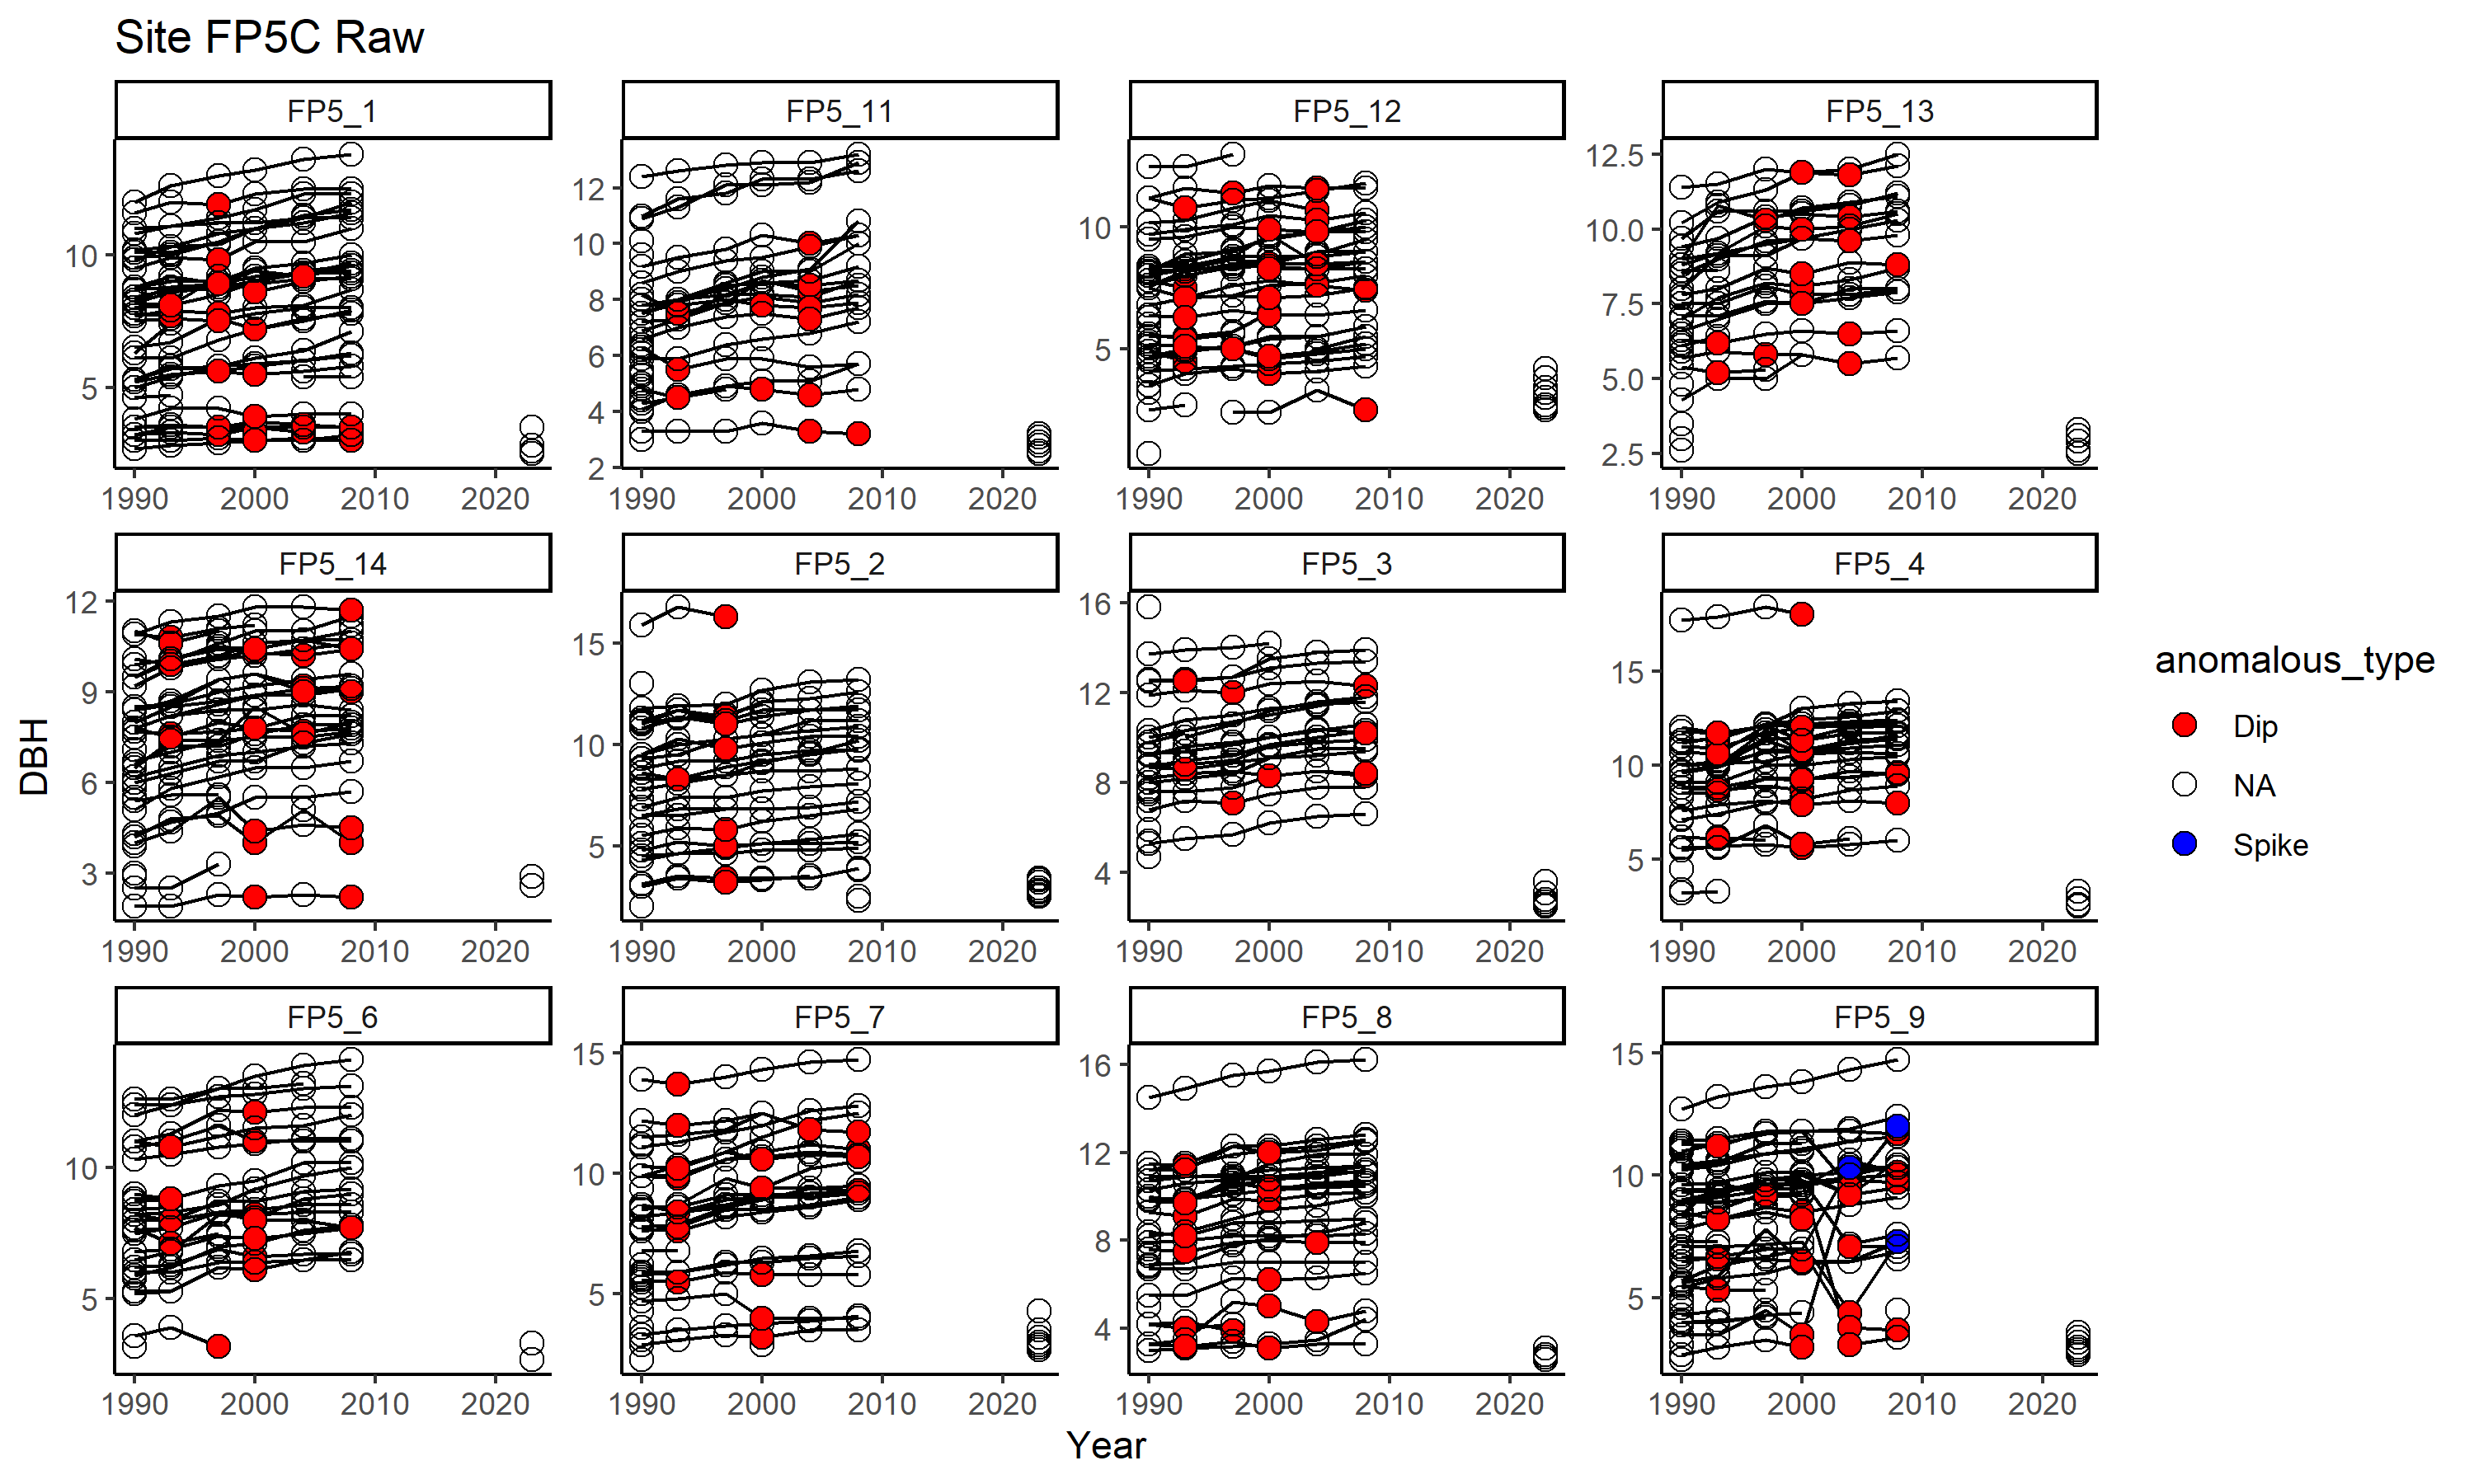 Site FP5C Raw
FP5_1
FP5_11
FP5_12
FP5_13
10
5
12
10
8
6
4
2
10
5
12.5
10.0
7.5
5.0
2.5
1990 2000 2010 2020
1990 2000 2010 2020
1990 2000 2010 2020
1990 2000 2010 2020
FP5_14
FP5_2
FP5_3
FP5_4
12
9
6
3
15
10
5
16
12
8
4
15
10
5
1990 2000 2010 2020
1990 2000 2010 2020
1990 2000 2010 2020
1990 2000 2010 2020
FP5_6
FP5_7
FP5_8
FP5_9
10
5
15
10
5
16
12
8
4
15
10
5
1990 2000 2010 2020
1990 2000 2010 2020
1990 2000 2010 2020
1990 2000 2010 2020
DBH
Year
anomalous_type
Dip
NA
Spike